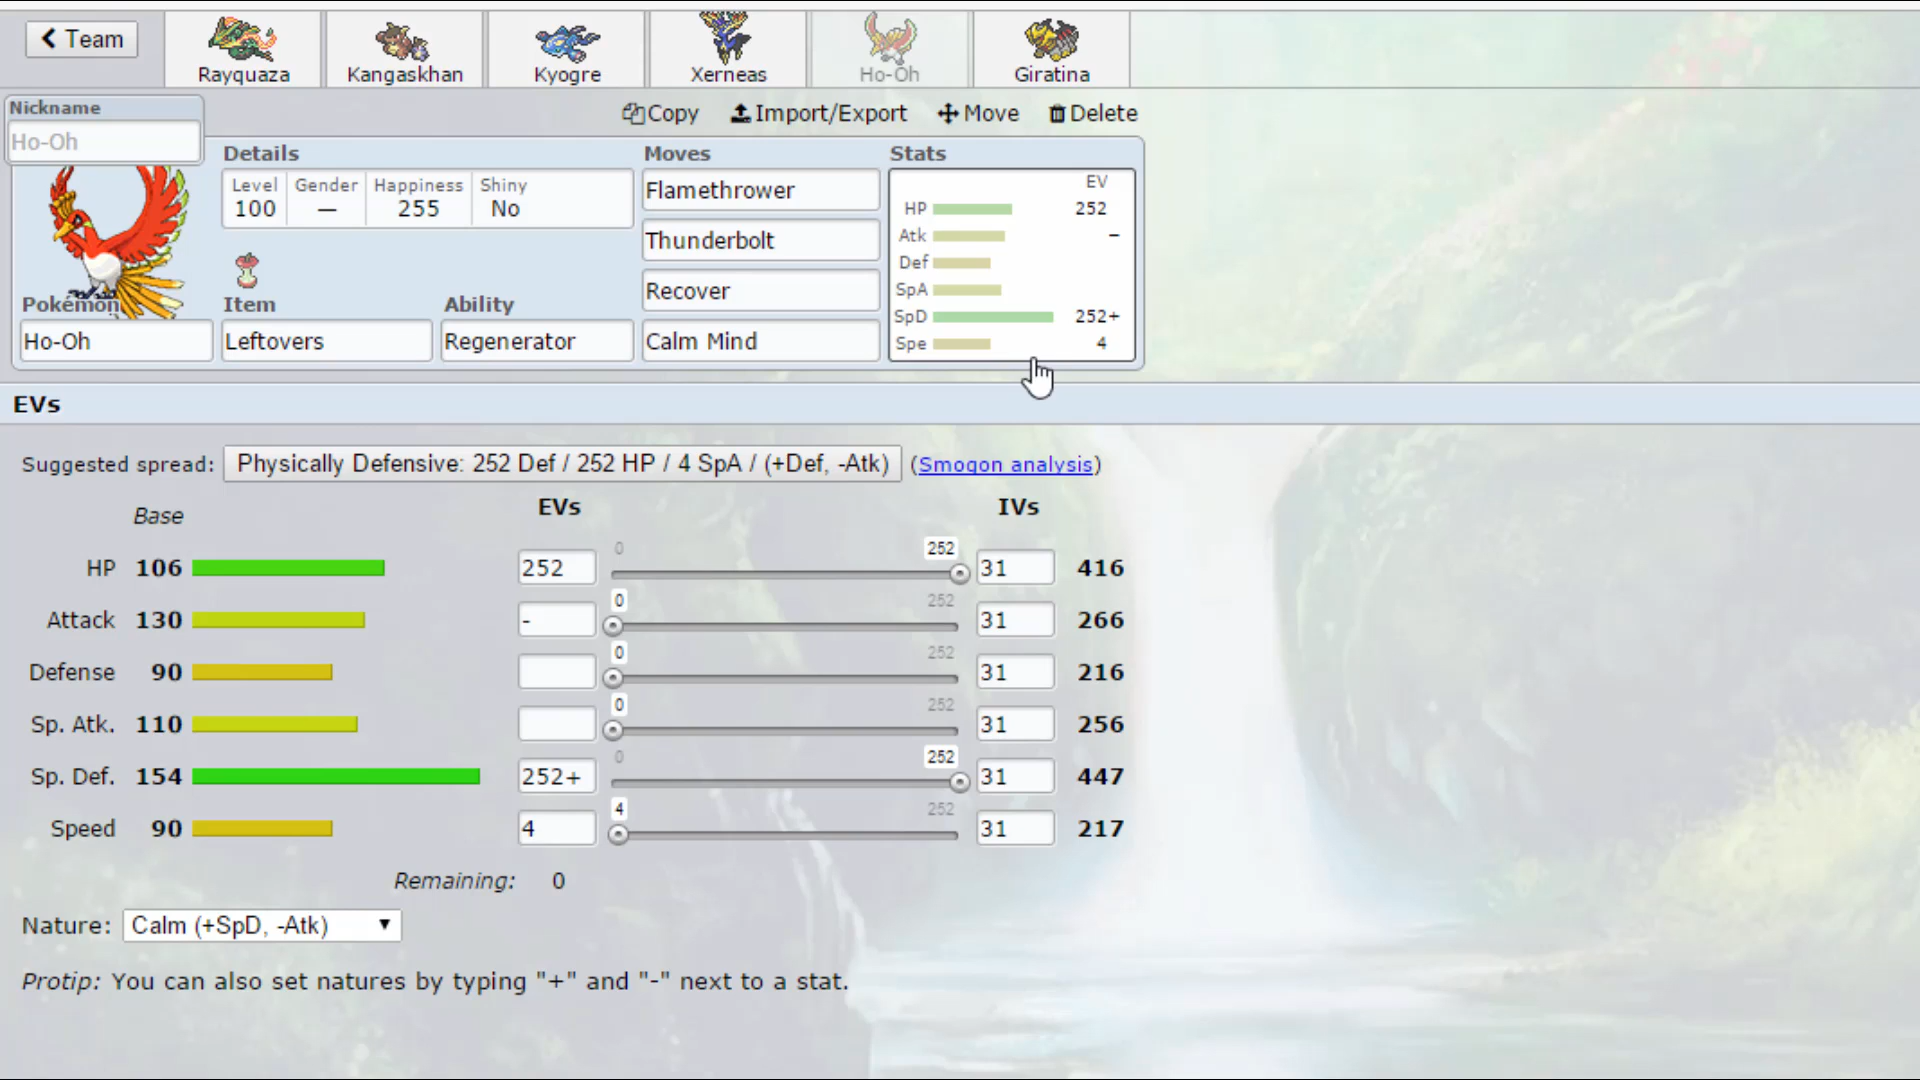 Team
Rayquaza
Kangaskhan
Kyogre
Xerneas
Ho-Oh
Giratina
Copy
Import/Export
Move
Delete
Nickname
Ho-Oh
Details
Level
100
Gender
—
Happiness
255
Shiny
No
Pokémon
Ho-Oh
Item
Leftovers
Ability
Regenerator
Moves
Flamethrower
Thunderbolt
Recover
Calm Mind
Stats
EV
HP 252
Atk −
Def
SpA
SpD 252+
Spe 4
EVs
Suggested spread: Physically Defensive: 252 Def / 252 HP / 4 SpA / (+Def, -Atk) (Smogon analysis)
Base EVs IVs
0 252
HP 106 252 31 416
0 252
Attack 130 - 31 266
0 252
Defense 90 31 216
0 252
Sp. Atk. 110 31 256
0 252
Sp. Def. 154 252+ 31 447
4 252
Speed 90 4 31 217
Remaining: 0
Nature: Calm (+SpD, -Atk)
Protip: You can also set natures by typing "+" and "-" next to a stat.